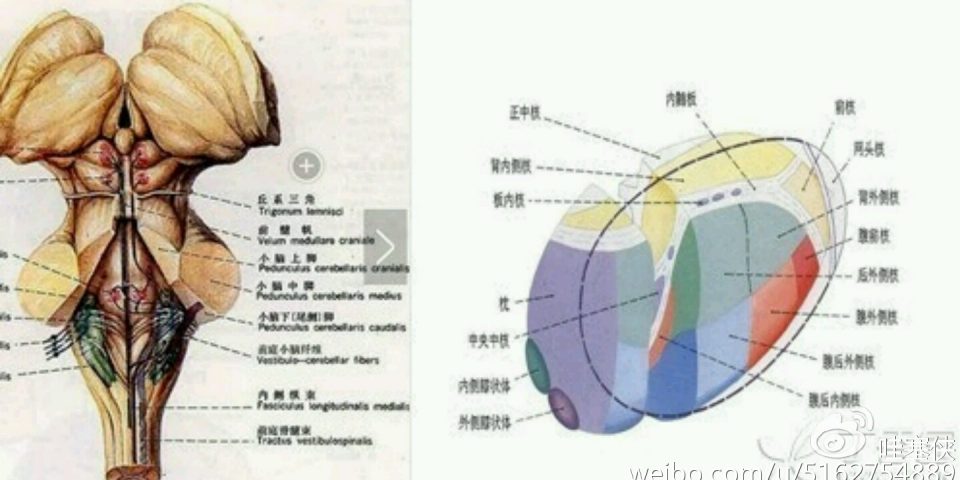 丘系三角
Trigonum lemnisci
前髓帆
Velum medullare craniale
小脑上脚
Pedunculus cerebellaris cranialis
小脑中脚
Pedunculus cerebellaris medius
小脑下(尾侧)脚
Pedunculus cerebellaris caudalis
前庭小脑纤维
Vestibulo-cerebellar fibers
内侧纵束
Fasciculus longitudinalis medialis
前庭脊髓束
Tractus vestibulospinalis
正中核
内髓板
前核
网头核
背内侧核
板内核
背外侧核
腹前核
后外侧核
枕
腹外侧核
中央中核
腹后外侧核
内侧膝状体
腹后内侧核
外侧膝状体
哇塞侠
weibo.com/u/5162754889